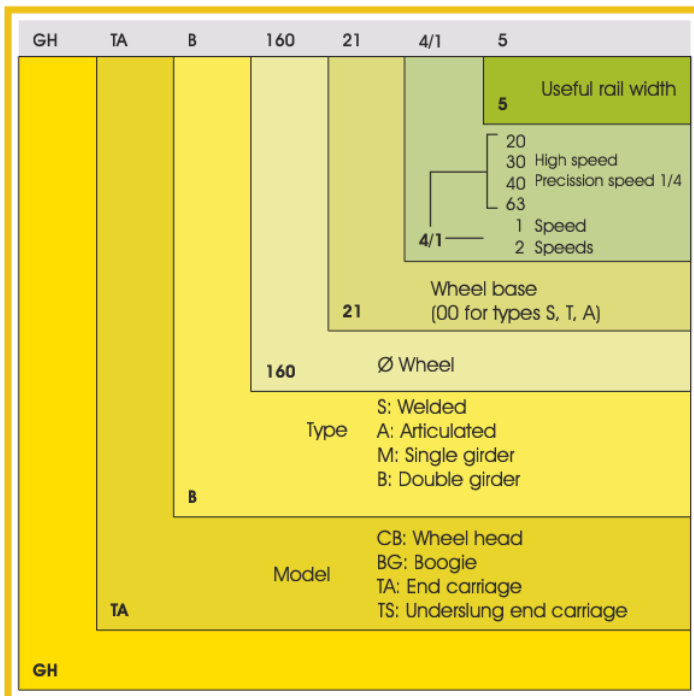 GH TA B 160 21 4/1 5
Useful rail width
5
20
30 High speed
40 Precission speed 1/4
63
1 Speed
4/1
2 Speeds
Wheel base
21 (00 for types S, T, A)
Ø Wheel
160
S: Welded
Type A: Articulated
M: Single girder
B: Double girder
B
CB: Wheel head
BG: Boogie
Model
TA: End carriage
TA TS: Underslung end carriage
GH